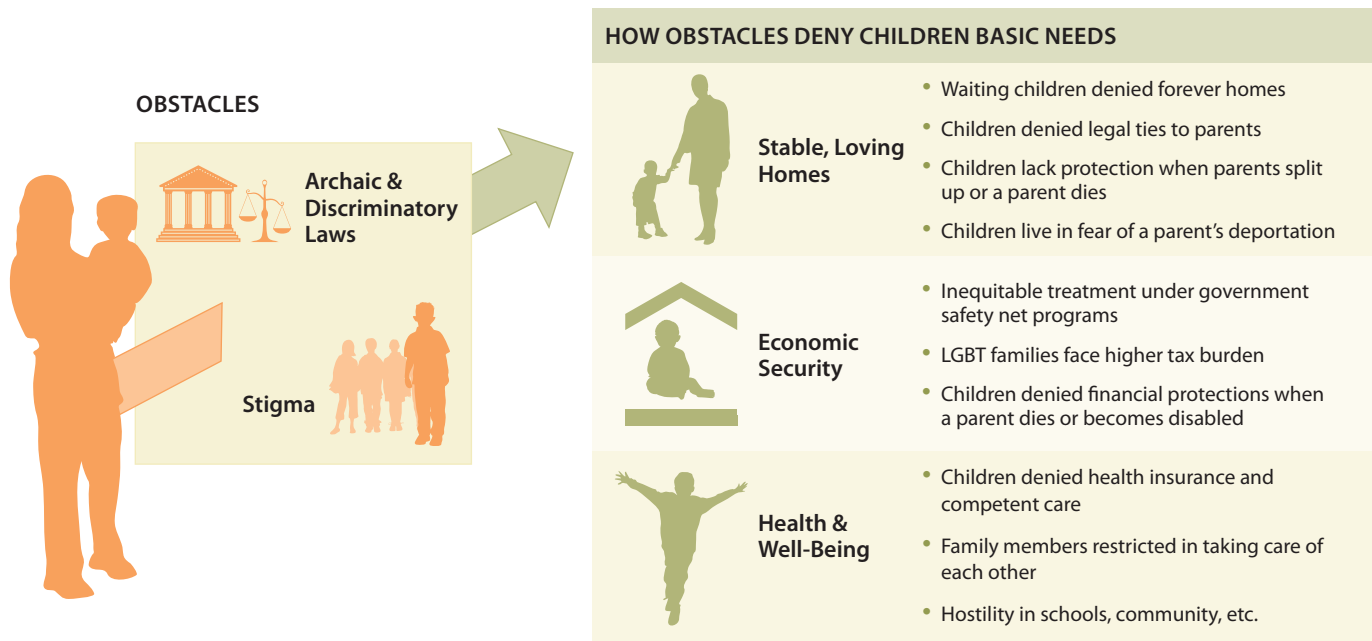 OBSTACLES
Archaic &
Discriminatory
Laws
Stigma
HOW OBSTACLES DENY CHILDREN BASIC NEEDS
Stable, Loving
Homes
• Waiting children denied forever homes
• Children denied legal ties to parents
• Children lack protection when parents split
up or a parent dies
• Children live in fear of a parent’s deportation
Economic
Security
• Inequitable treatment under government
safety net programs
• LGBT families face higher tax burden
• Children denied financial protections when
a parent dies or becomes disabled
Health &
Well-Being
• Children denied health insurance and
competent care
• Family members restricted in taking care of
each other
• Hostility in schools, community, etc.